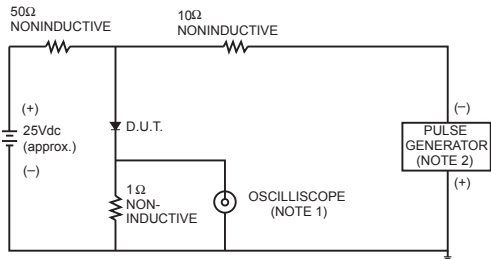 50Ω
NONINDUCTIVE
10Ω
NONINDUCTIVE
(+)
25Vdc
(approx.)
(−)
D.U.T.
1Ω
NON-
INDUCTIVE
OSCILLISCOPE
(NOTE 1)
(−)
PULSE
GENERATOR
(NOTE 2)
(+)